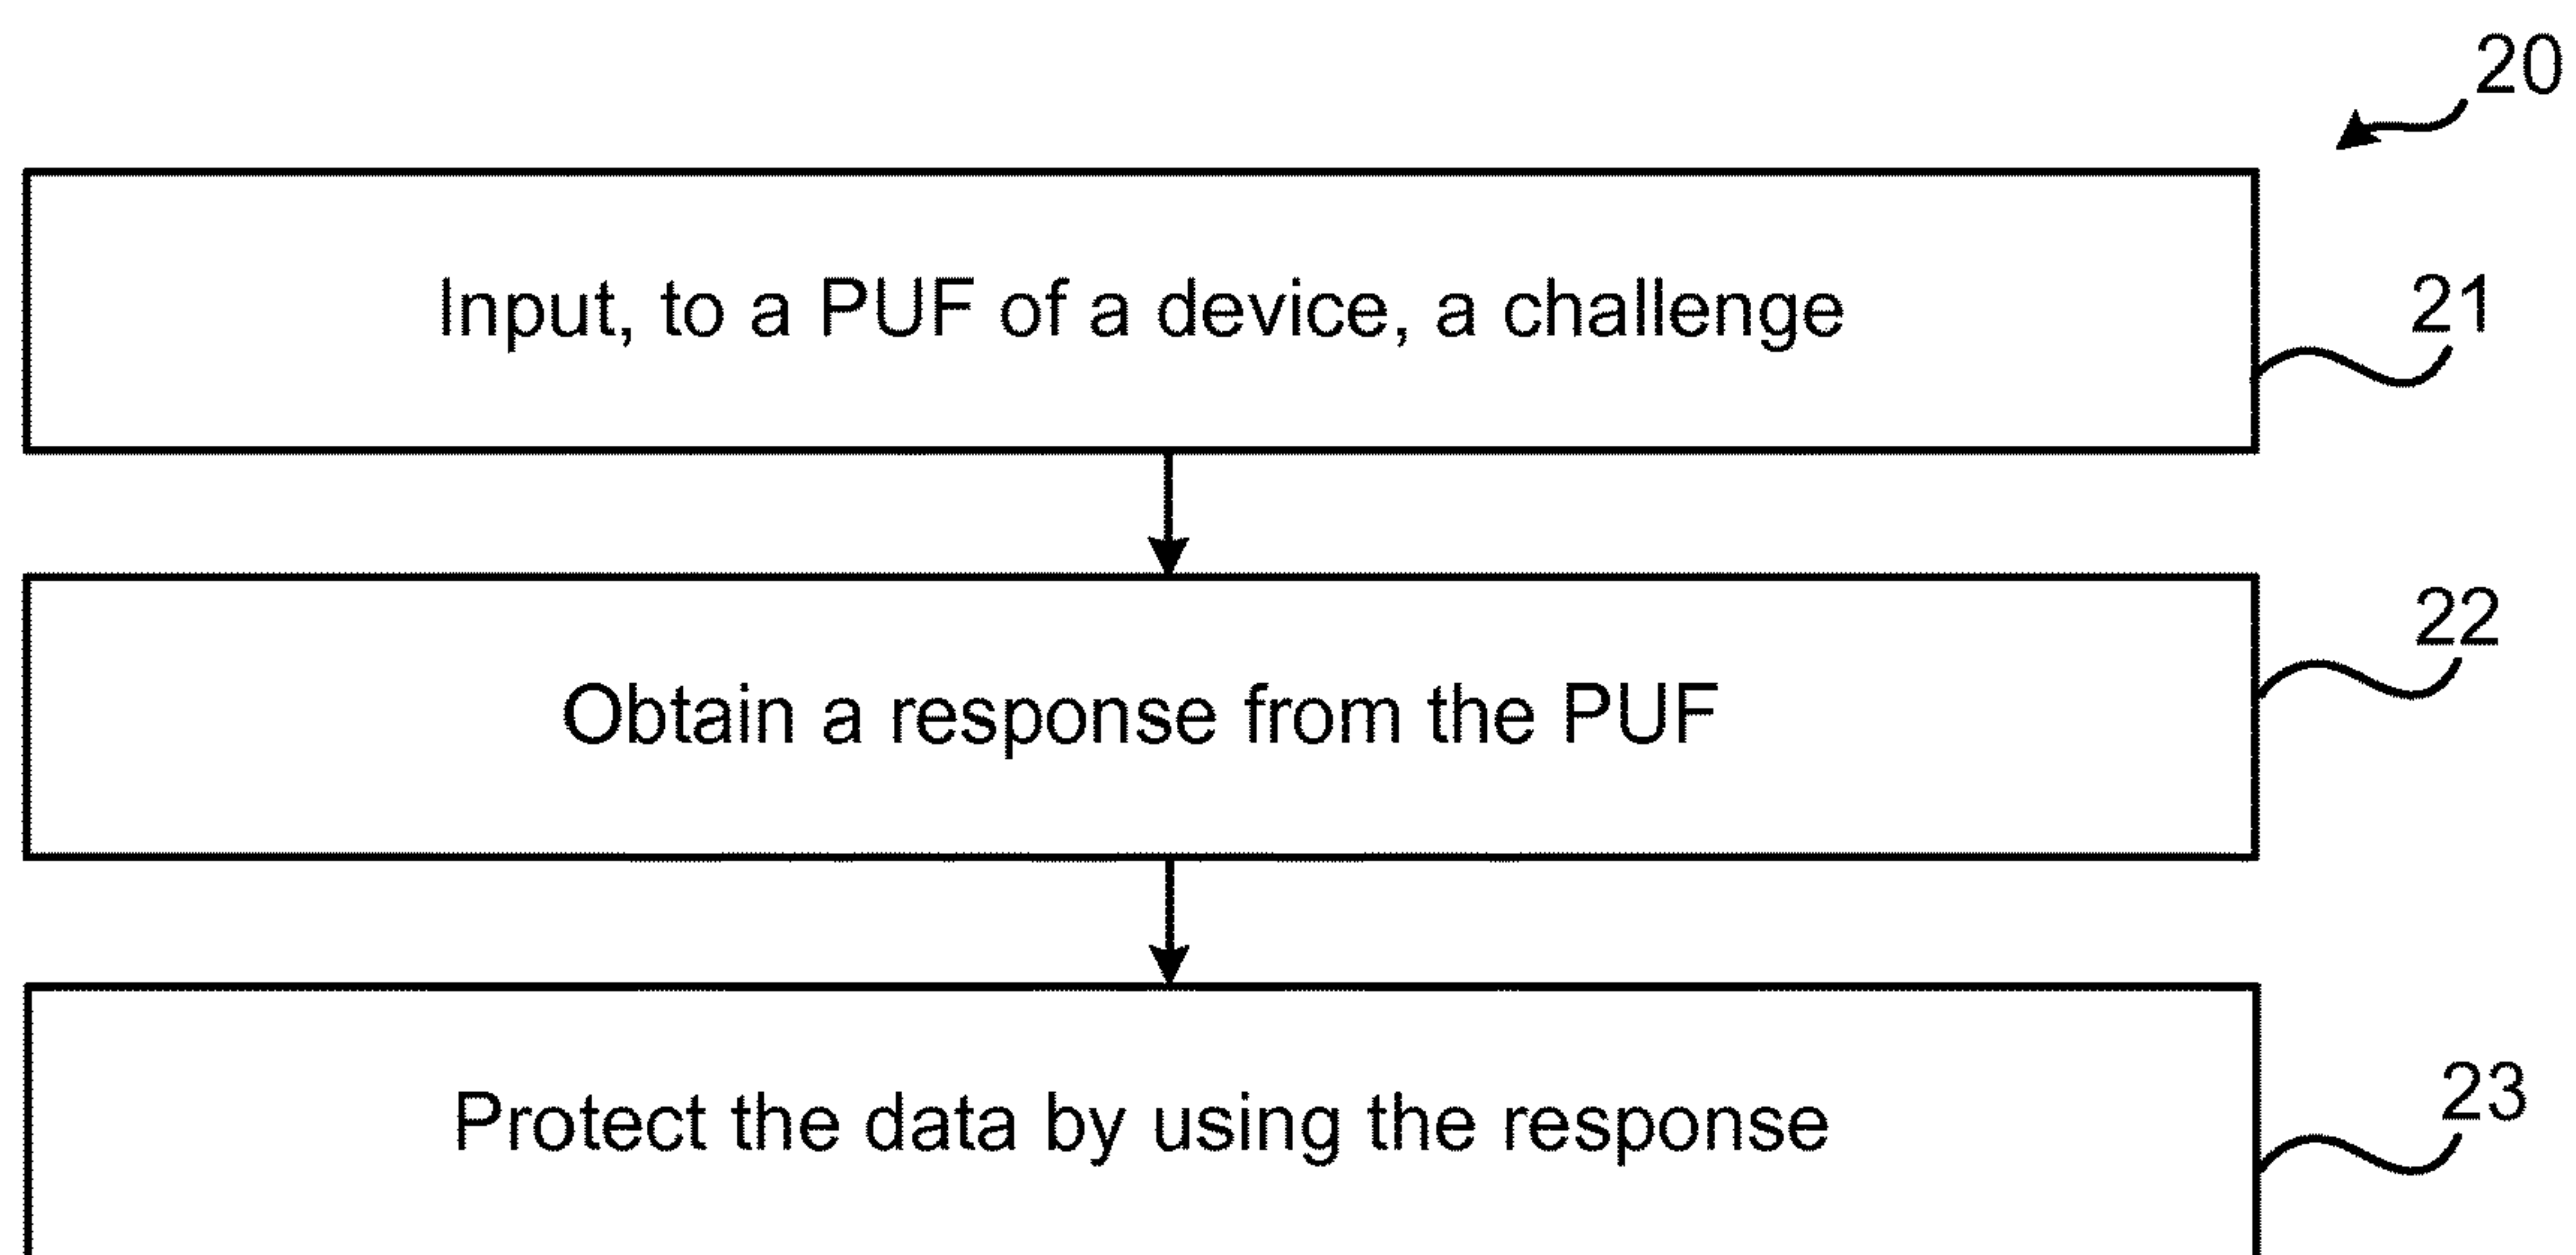 20
Input, to a PUF of a device, a challenge
21
Obtain a response from the PUF
22
Protect the data by using the response
23